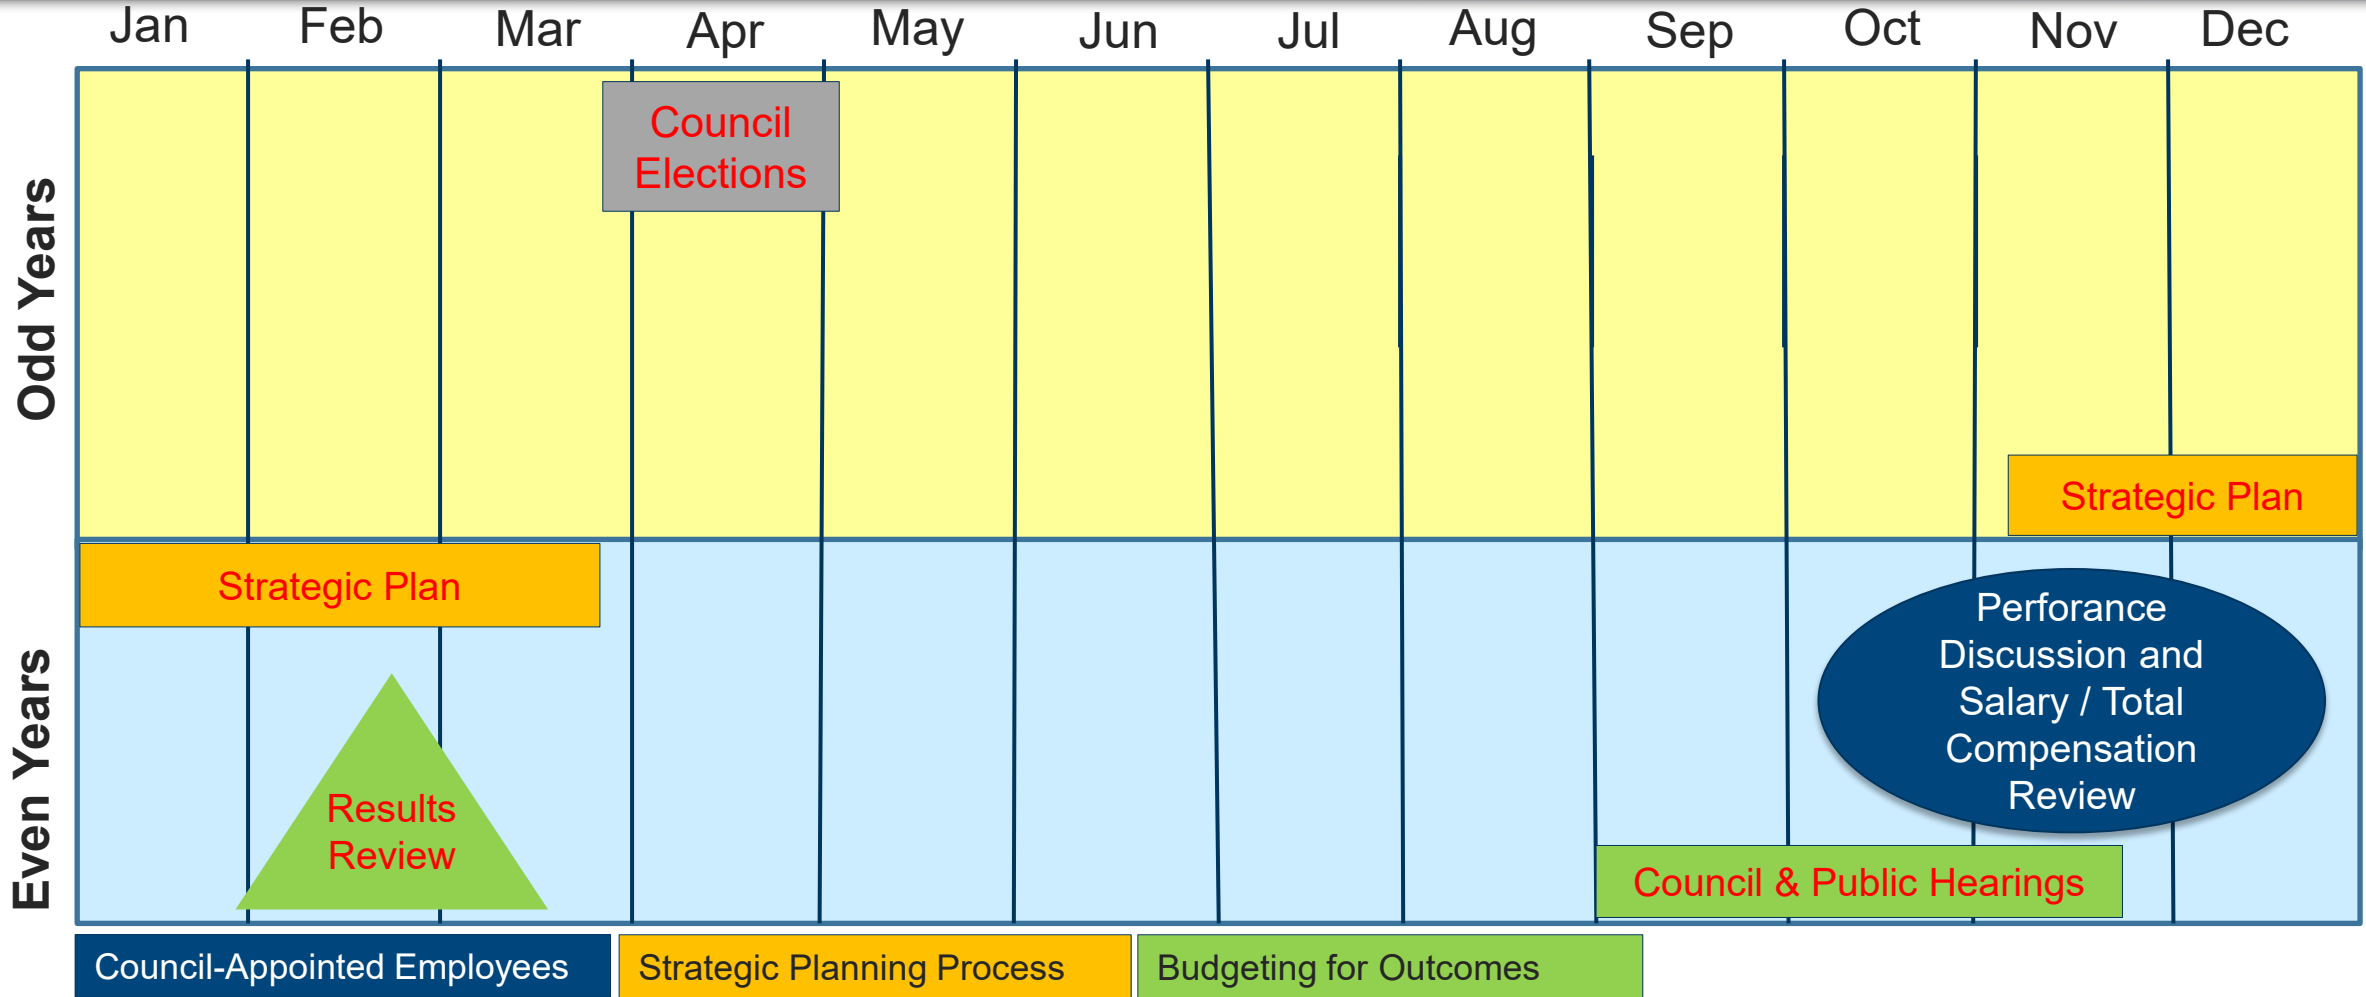 Jan Feb Mar Apr May Jun Jul Aug Sep Oct Nov Dec
Odd Years
Council
Elections
Strategic Plan
Even Years
Strategic Plan
Results
Review
Perforance
Discussion and
Salary / Total
Compensation
Review
Council & Public Hearings
Council-Appointed Employees
Strategic Planning Process
Budgeting for Outcomes